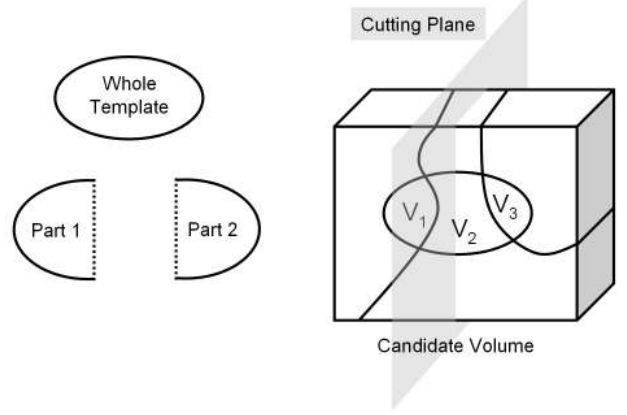 Cutting Plane
Whole
Template
Part 1
Part 2
V1
V2
V3
Candidate Volume